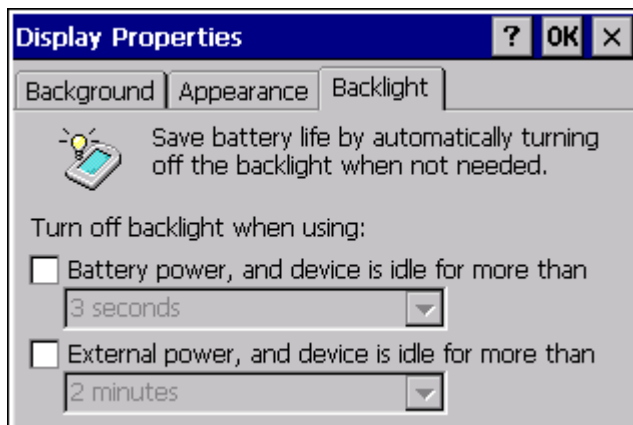 Display Properties ? OK ×
Background Appearance Backlight
Save battery life by automatically turning
off the backlight when not needed.
Turn off backlight when using:
Battery power, and device is idle for more than
3 seconds
External power, and device is idle for more than
2 minutes